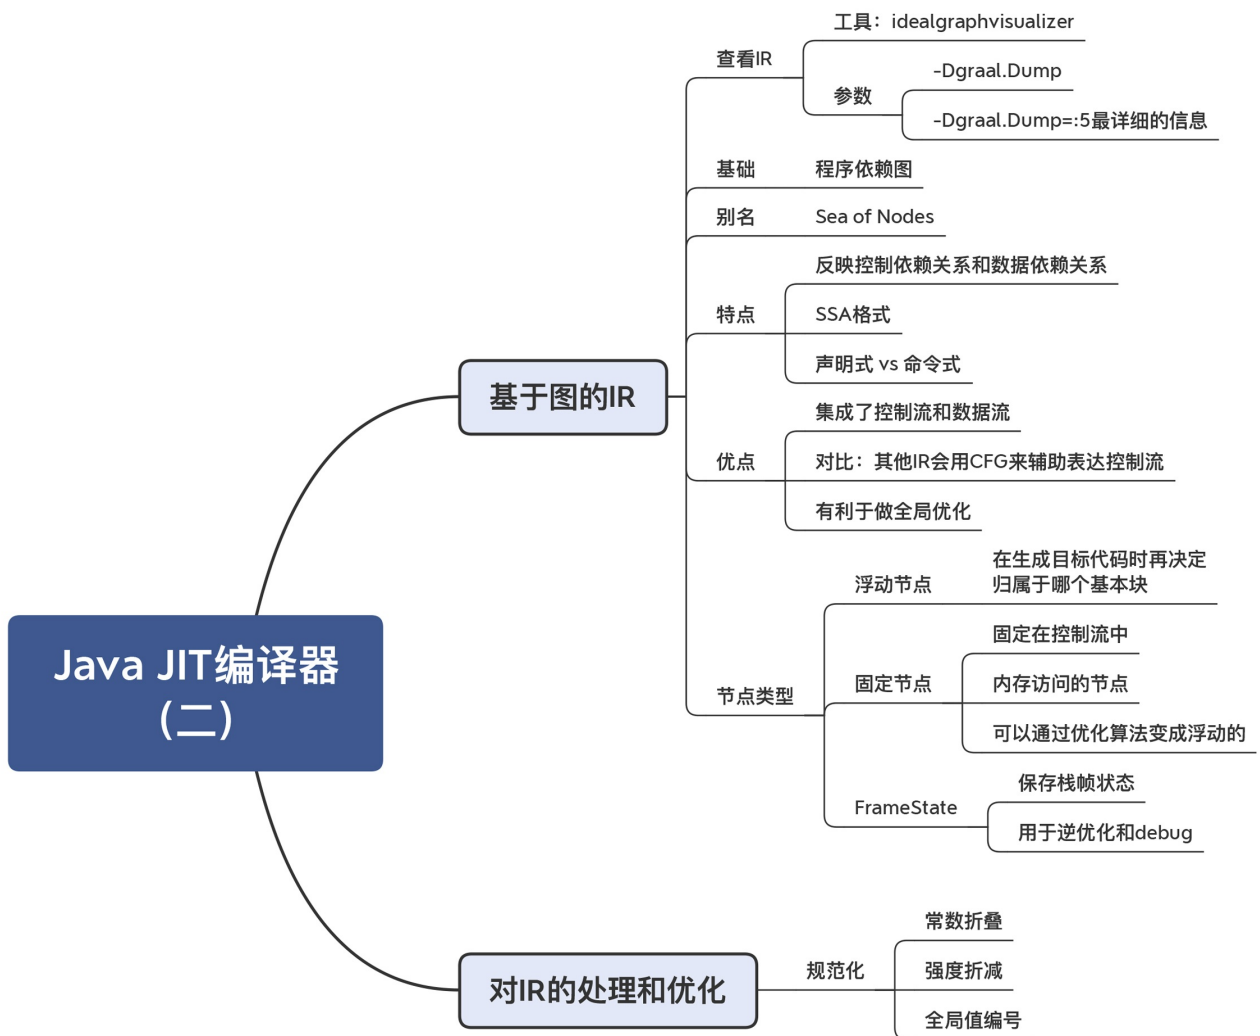 Java JIT编译器
(二)
基于图的IR
查看IR
工具：idealgraphvisualizer
参数
-Dgraal.Dump
-Dgraal.Dump=:5最详细的信息
基础
程序依赖图
别名
Sea of Nodes
特点
反映控制依赖关系和数据依赖关系
SSA格式
声明式 vs 命令式
优点
集成了控制流和数据流
对比：其他IR会用CFG来辅助表达控制流
有利于做全局优化
节点类型
浮动节点
在生成目标代码时再决定
归属于哪个基本块
固定节点
固定在控制流中
内存访问的节点
可以通过优化算法变成浮动的
FrameState
保存栈帧状态
用于逆优化和debug
对IR的处理和优化
规范化
常数折叠
强度折减
全局值编号